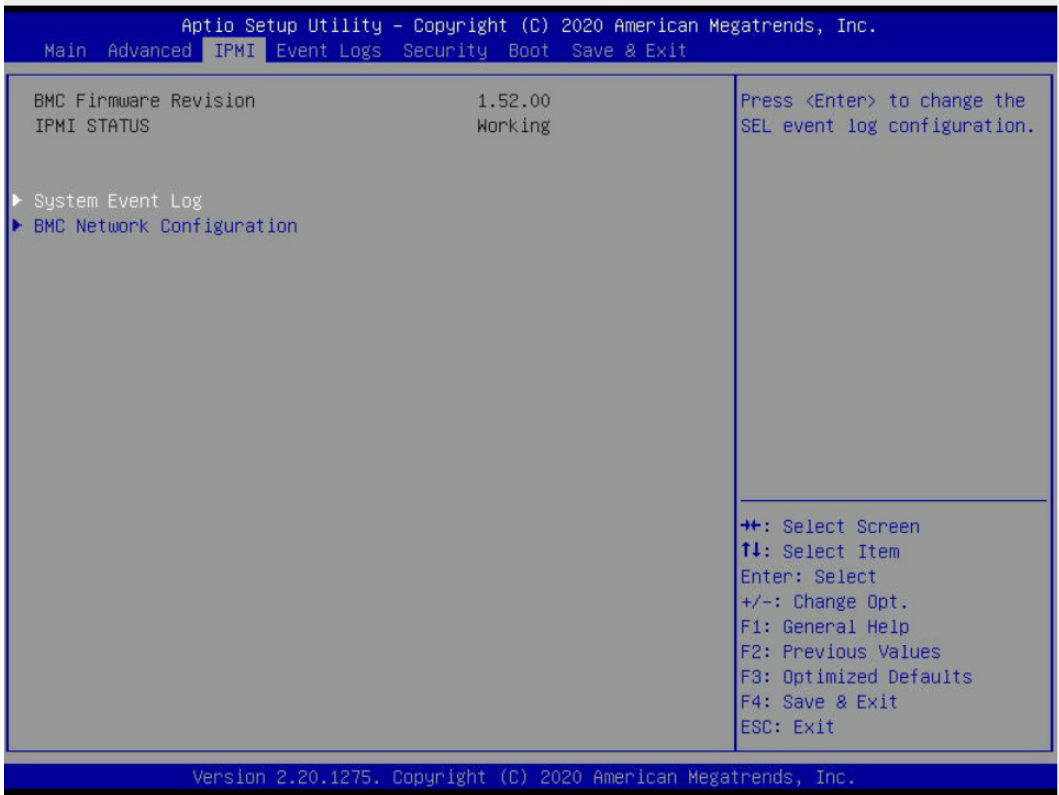 Aptio Setup Utility – Copyright (C) 2020 American Megatrends, Inc.
Main Advanced IPMI Event Logs Security Boot Save & Exit
BMC Firmware Revision 1.52.00
IPMI STATUS Working
▶ System Event Log
▶ BMC Network Configuration
Press <Enter> to change the
SEL event log configuration.
→←: Select Screen
↑↓: Select Item
Enter: Select
+/-: Change Opt.
F1: General Help
F2: Previous Values
F3: Optimized Defaults
F4: Save & Exit
ESC: Exit
Version 2.20.1275. Copyright (C) 2020 American Megatrends, Inc.